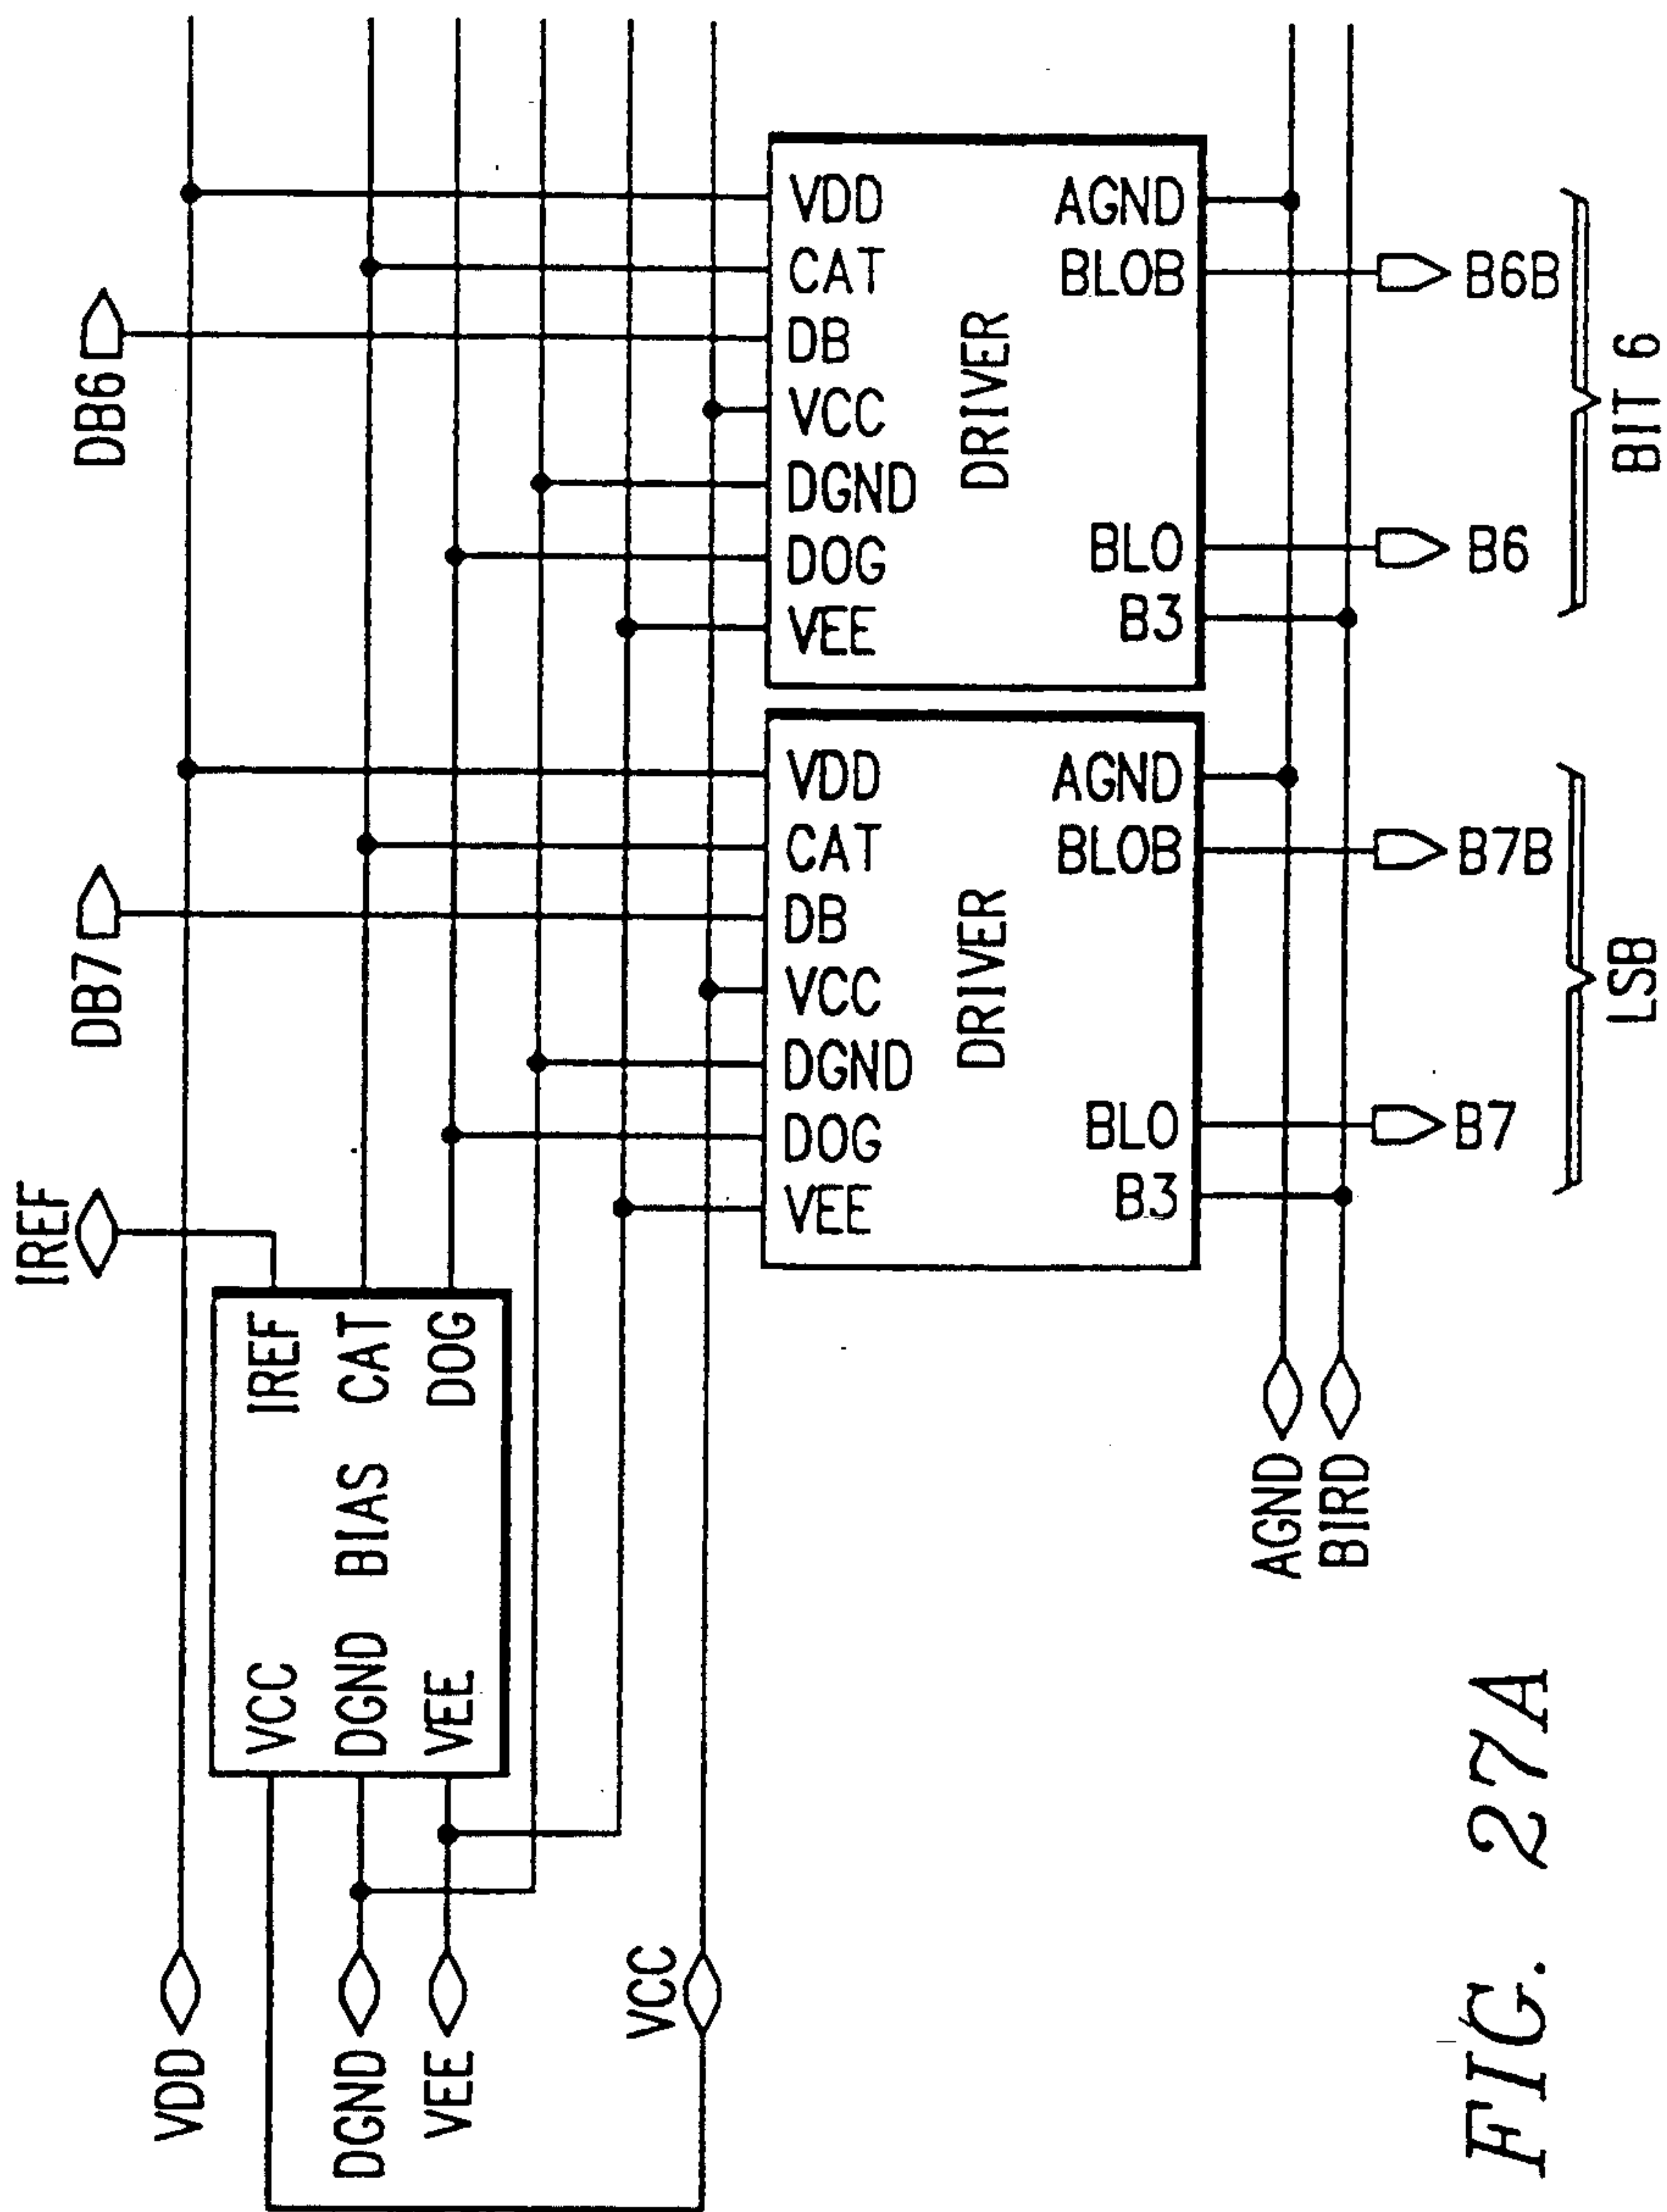 IREF
DB7
DB6
VDD
VCC IREF
DGND DGND BIAS CAT
VEE VEE DOG
VCC
VEE DOG DGND VCC DB CAT VDD
VEE DOG DGND VCC DB CAT VDD
DRIVER
DRIVER
B3 BLO BLOB AGND
B3 BLO BLOB AGND
AGND
BIRD
B7 B7B
B6 B6B
LSB
BIT 6
FIG. 27A